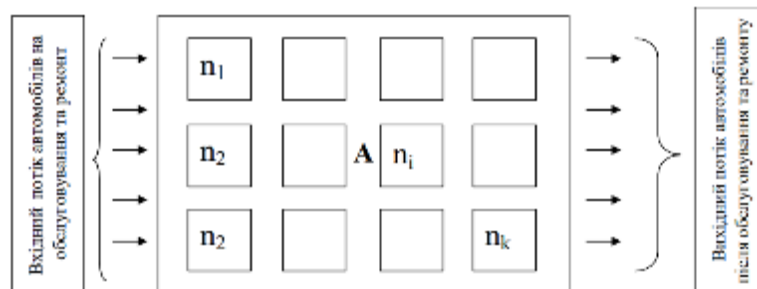 Вхідний потік автомобілів на
обслуговування та ремонт
n1
n2
A ni
n2
nk
Вихідний потік автомобілів
після обслуговування та ремонту